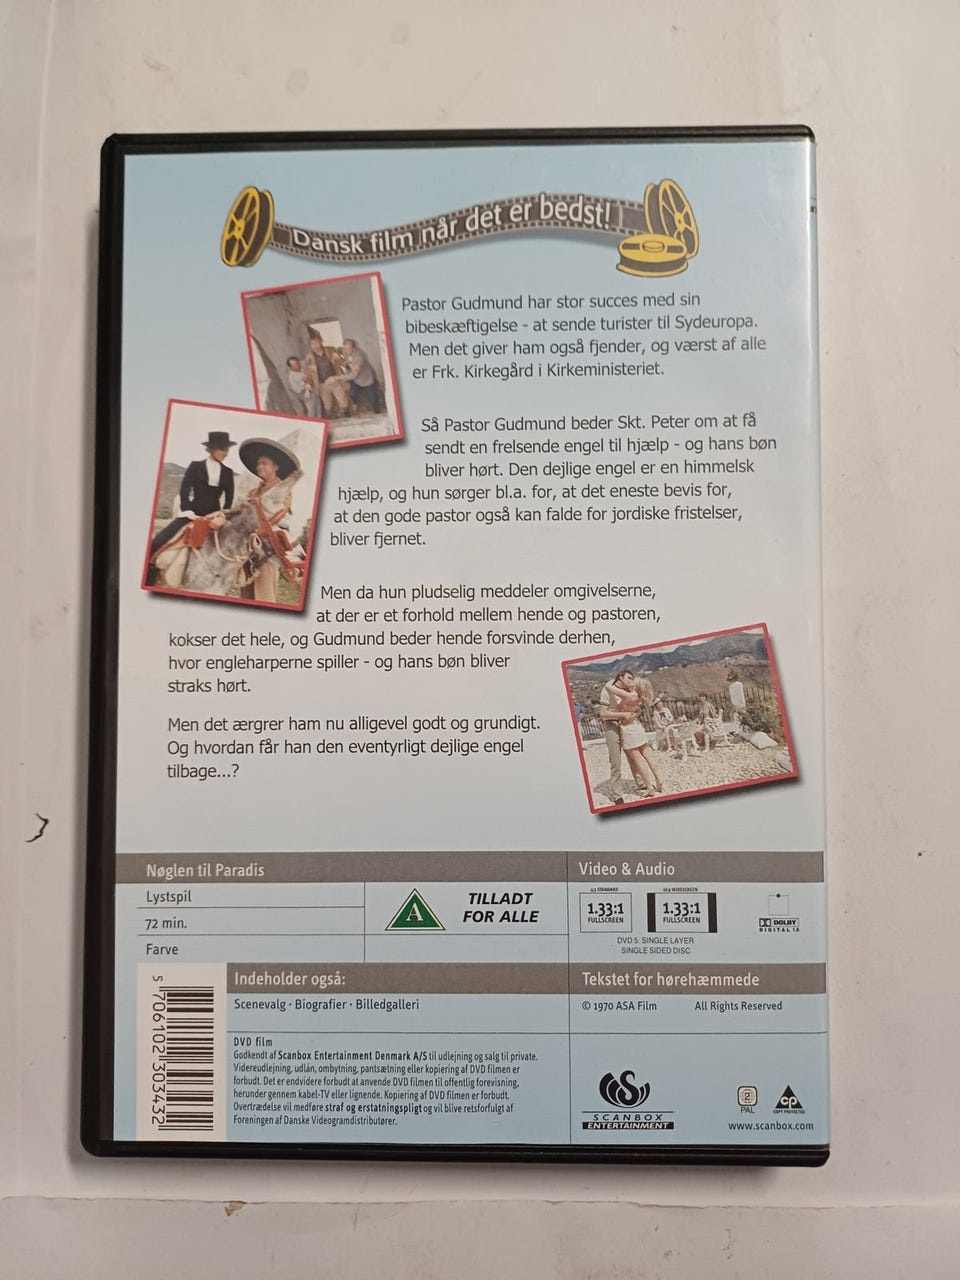 Dansk film når det er bedst!
Pastor Gudmund har stor succes med sin
bibeskæftigelse - at sende turister til Sydeuropa.
Men det giver ham også fjender, og værst af alle
er Frk. Kirkegård i Kirkeministeriet.
Så Pastor Gudmund beder Skt. Peter om at få
sendt en frelsende engel til hjælp - og hans bøn
bliver hørt. Den dejlige engel er en himmelsk
hjælp, og hun sørger bl.a. for, at det eneste bevis for,
at den gode pastor også kan falde for jordiske fristelser,
bliver fjernet.
Men da hun pludselig meddeler omgivelserne,
at der er et forhold mellem hende og pastoren,
kokser det hele, og Gudmund beder hende forsvinde derhen,
hvor engleharperne spiller - og hans bøn bliver
straks hørt.
Men det ærgrer ham nu alligevel godt og grundigt.
Og hvordan får han den eventyrligt dejlige engel
tilbage...?
Nøglen til Paradis
Lystspil
72 min.
Farve
A
TILLADT
FOR ALLE
Video & Audio
4:3 STANDARD
1.33:1
FULLSCREEN
16:9 WIDESCREEN
1.33:1
FULLSCREEN
DVD 5: SINGLE LAYER
SINGLE SIDED DISC
DOLBY
DIGITAL 1.0
Indeholder også:
Scenevalg · Biografier · Billedgalleri
Tekstet for hørehæmmede
© 1970 ASA Film All Rights Reserved
DVD film
Godkendt af Scanbox Entertainment Denmark A/S til udlejning og salg til private.
Videreudlejning, udlån, ombytning, pantsætning eller kopiering af DVD filmen er
forbudt. Det er endvidere forbudt at anvende DVD filmen til offentlig forevisning,
herunder gennem kabel-TV eller lignende. Kopiering af DVD filmen er forbudt.
Overtrædelse vil medføre straf og erstatningspligt og vil blive retsforfulgt af
Foreningen af Danske Videogramdistributører.
5 706102 303432
SCANBOX
ENTERTAINMENT
2
PAL
CP
COPY PROTECTED
www.scanbox.com